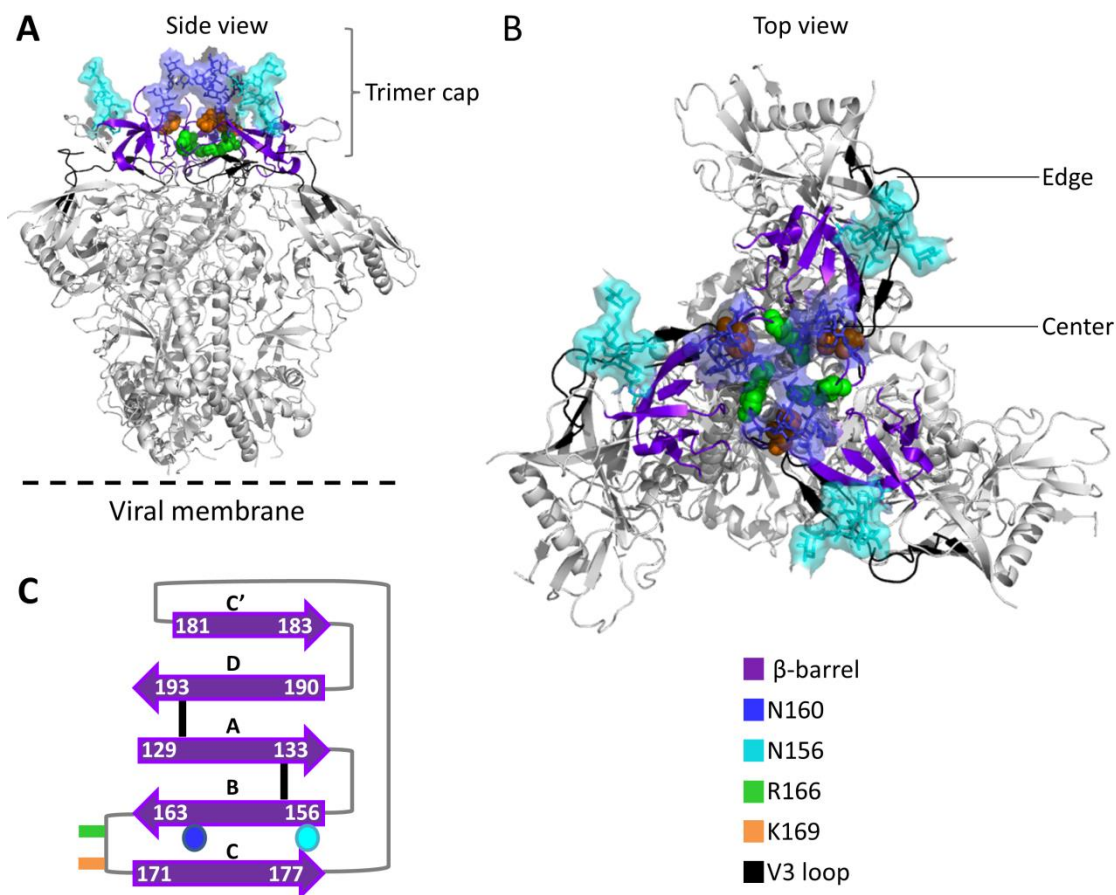 A
Side view
Trimer cap
Viral membrane
B
Top view
Edge
Center
C
C’
181 183
D
193 190
A
129 133
B
163 156
C
171 177
β-barrel
N160
N156
R166
K169
V3 loop